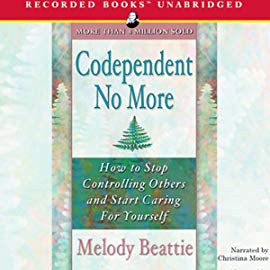 RECORDED BOOKS™ UNABRIDGED
MORE THAN 4 MILLION SOLD
Codependent
No More
How to Stop
Controlling Others
and Start Caring
For Yourself
Melody Beattie
Narrated by
Christina Moore